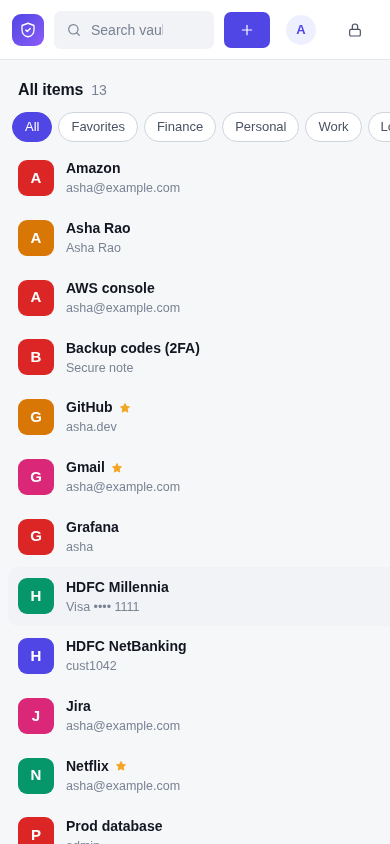 Search vau
A
All items 13
All
Favorites
Finance
Personal
Work
Lo
A
Amazon
asha@example.com
A
Asha Rao
Asha Rao
A
AWS console
asha@example.com
B
Backup codes (2FA)
Secure note
G
GitHub
asha.dev
G
Gmail
asha@example.com
G
Grafana
asha
H
HDFC Millennia
Visa •••• 1111
H
HDFC NetBanking
cust1042
J
Jira
asha@example.com
N
Netflix
asha@example.com
P
Prod database
admin